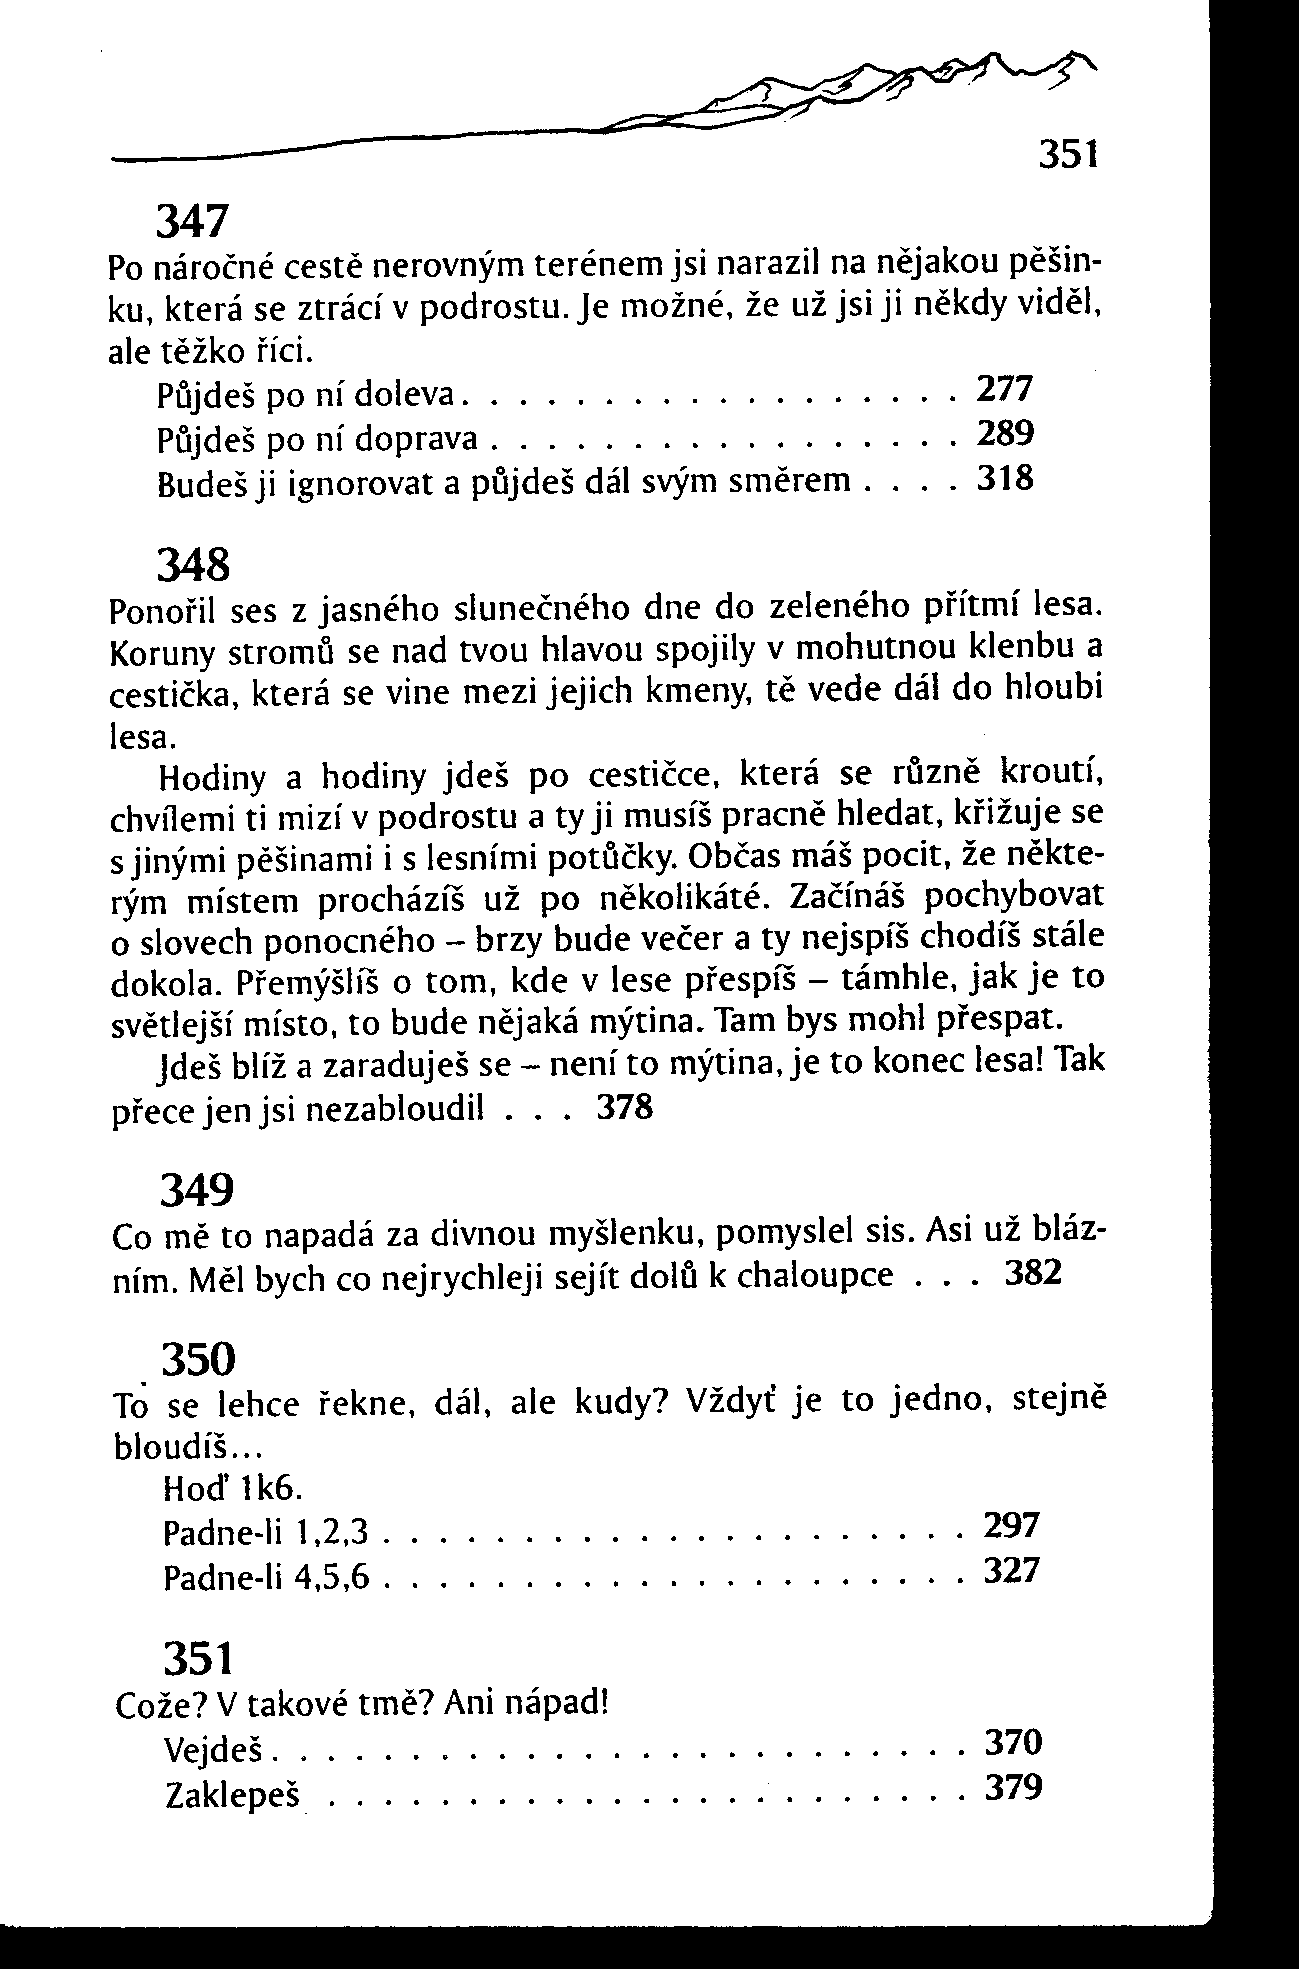 351
347
Po náročné cestě nerovným terénem jsi narazil na nějakou pěšin-
ku, která se ztrácí v podrostu. Je možné, že už jsi ji někdy viděl,
ale těžko říci.
Půjdeš po ní doleva. . . . . . . . . . . . . . . . . . 277
Půjdeš po ní doprava . . . . . . . . . . . . . . . . . 289
Budeš ji ignorovat a půjdeš dál svým směrem . . . . 318
348
Ponořil ses z jasného slunečného dne do zeleného přítmí lesa.
Koruny stromů se nad tvou hlavou spojily v mohutnou klenbu a
cestička, která se vine mezi jejich kmeny, tě vede dál do hloubi
lesa.
Hodiny a hodiny jdeš po cestičce, která se různě kroutí,
chvílemi ti mizí v podrostu a ty ji musíš pracně hledat, křižuje se
s jinými pěšinami i s lesními potůčky. Občas máš pocit, že někte-
rým místem procházíš už po několikáté. Začínáš pochybovat
o slovech ponocného – brzy bude večer a ty nejspíš chodíš stále
dokola. Přemýšlíš o tom, kde v lese přespíš – támhle, jak je to
světlejší místo, to bude nějaká mýtina. Tam bys mohl přespat.
Jdeš blíž a zaraduješ se – není to mýtina, je to konec lesa! Tak
přece jen jsi nezabloudil . . . 378
349
Co mě to napadá za divnou myšlenku, pomyslel sis. Asi už bláz-
ním. Měl bych co nejrychleji sejít dolů k chaloupce . . . 382
350
To se lehce řekne, dál, ale kudy? Vždyť je to jedno, stejně
bloudíš...
Hoď 1k6.
Padne-li 1,2,3 . . . . . . . . . . . . . . . . . . . . . 297
Padne-li 4,5,6 . . . . . . . . . . . . . . . . . . . . . 327
351
Cože? V takové tmě? Ani nápad!
Vejdeš . . . . . . . . . . . . . . . . . . . . . . . . . 370
Zaklepeš . . . . . . . . . . . . . . . . . . . . . . . 379